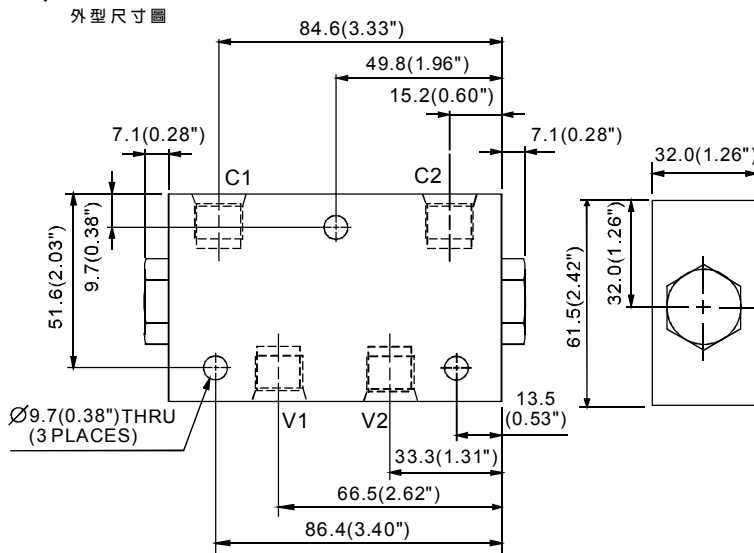 外型尺寸圖
84.6(3.33")
49.8(1.96")
15.2(0.60")
7.1(0.28")
7.1(0.28")
32.0(1.26")
C1
C2
51.6(2.03")
9.7(0.38")
61.5(2.42")
32.0(1.26")
Ø9.7(0.38")THRU
(3PLACES)
V1
V2
13.5
(0.53")
33.3(1.31")
66.5(2.62")
86.4(3.40")